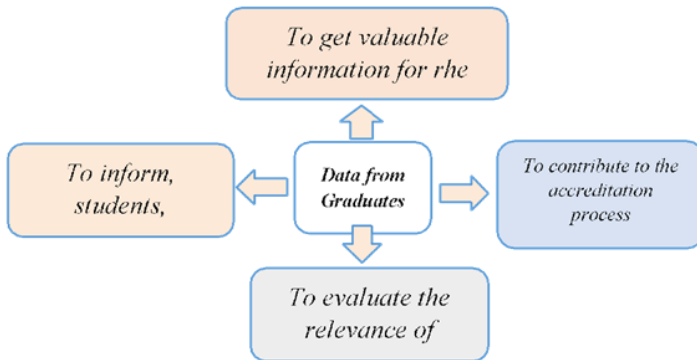 To get valuable
information for rhe
To inform,
students,
Data from
Graduates
To contribute to the
accreditation
process
To evaluate the
relevance of